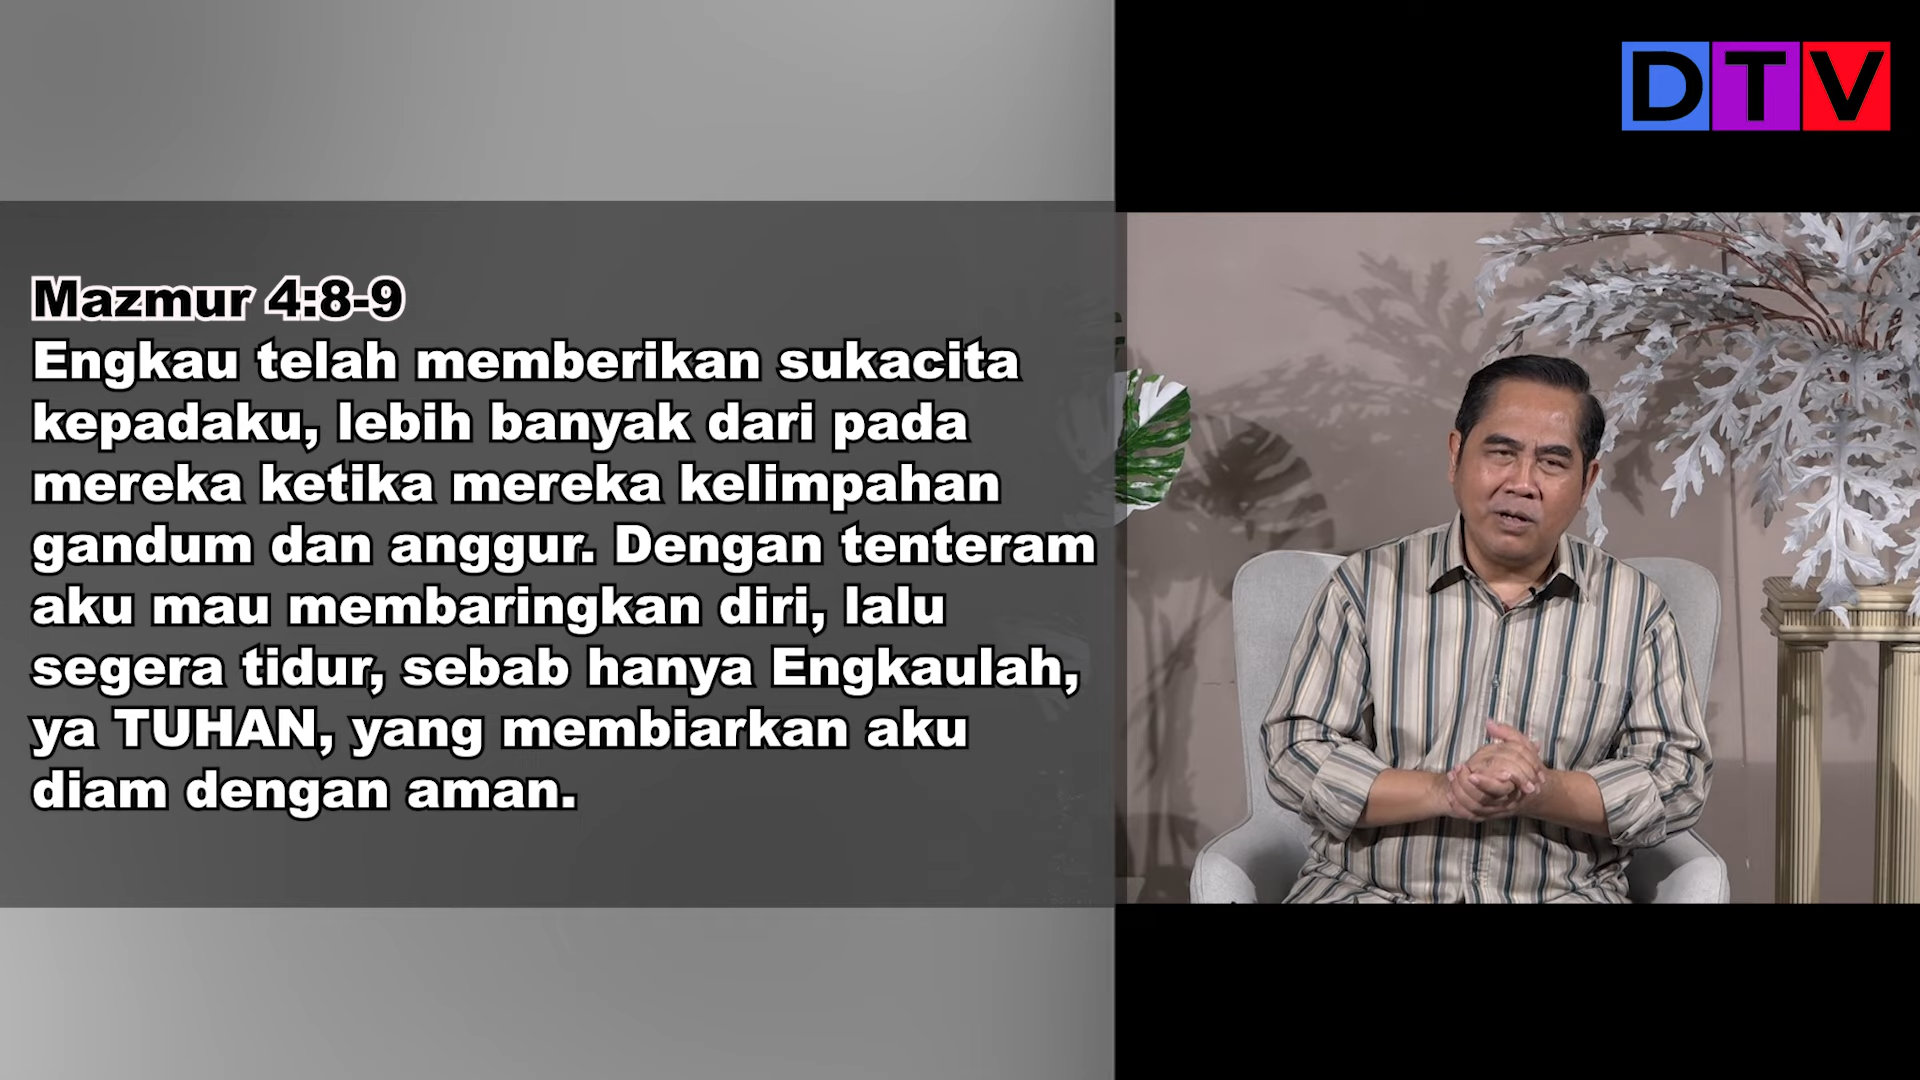 DTV
Mazmur 4:8-9
Engkau telah memberikan sukacita
kepadaku, lebih banyak dari pada
mereka ketika mereka kelimpahan
gandum dan anggur. Dengan tenteram
aku mau membaringkan diri, lalu
segera tidur, sebab hanya Engkaulah,
ya TUHAN, yang membiarkan aku
diam dengan aman.